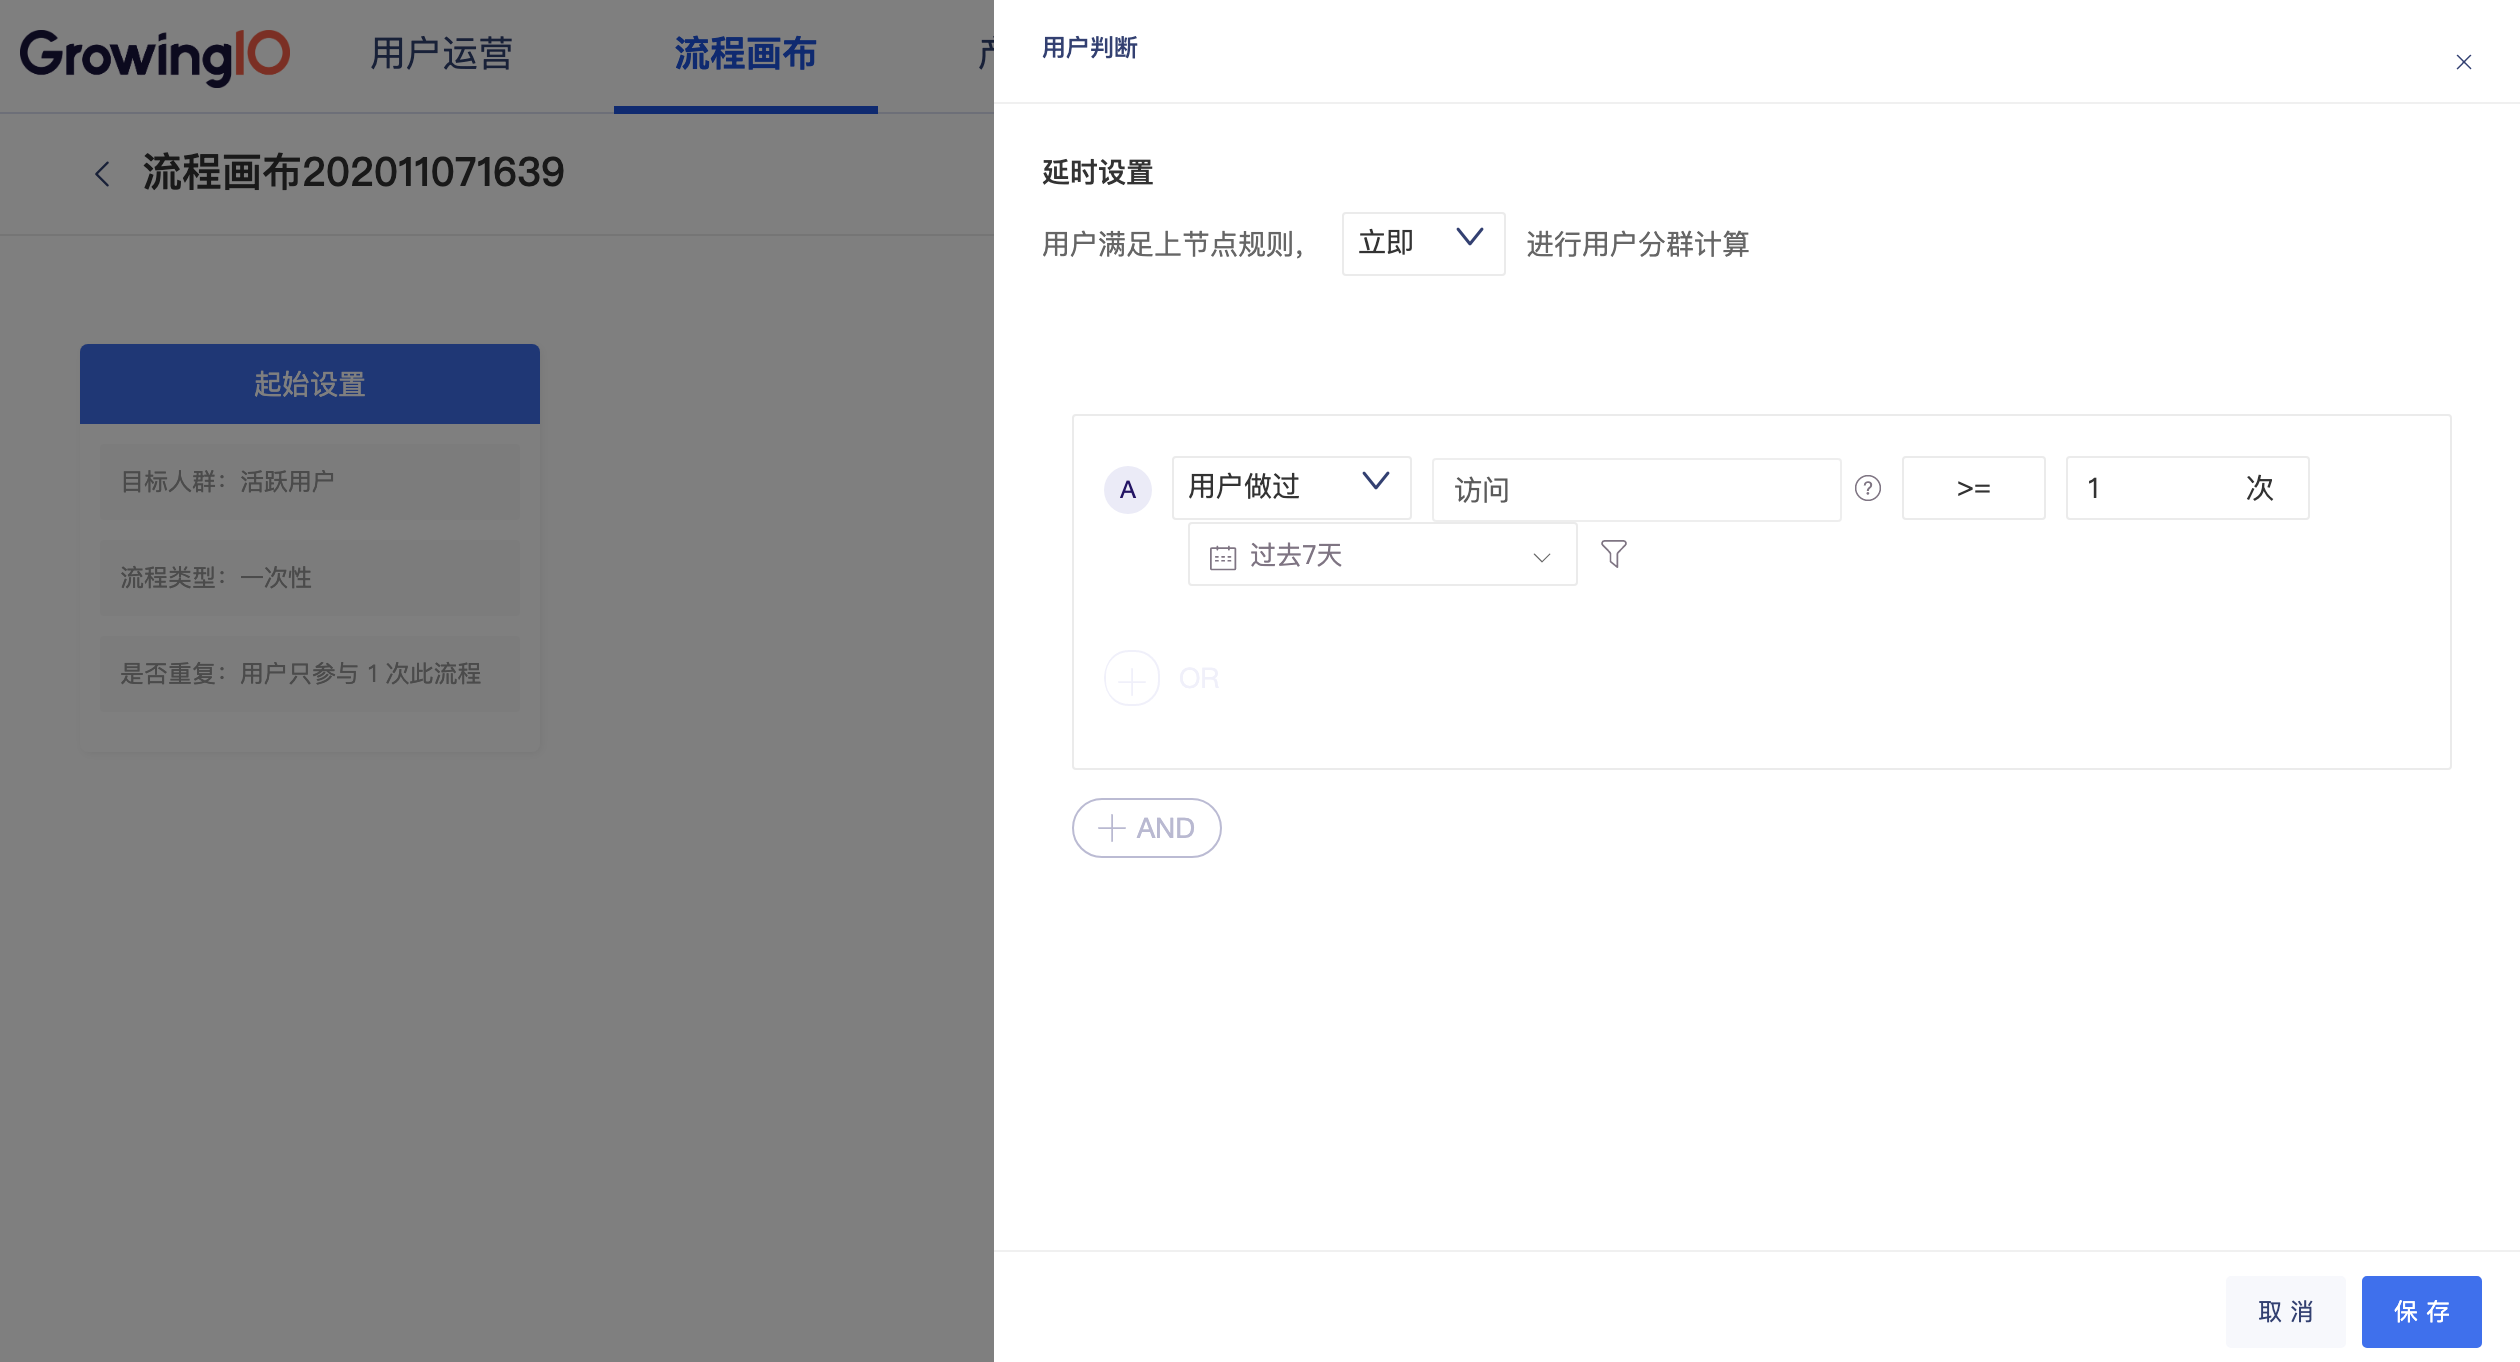 GrowingIO 用户运营 流程画布
流程画布202011071639
起始设置
目标人群：活跃用户
流程类型：一次性
是否重复：用户只参与 1 次此流程
用户判断
延时设置
用户满足上节点规则， 立即 进行用户分群计算
A 用户做过 访问 ? >= 1 次
过去7天
OR
AND
取消 保存